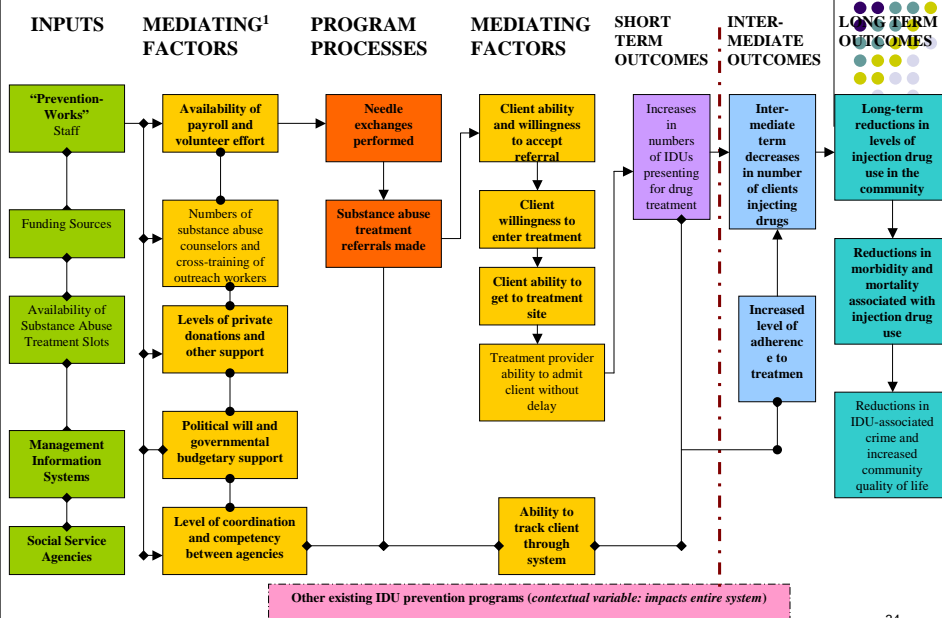 INPUTS
MEDIATING1
FACTORS
PROGRAM
PROCESSES
MEDIATING
FACTORS
SHORT
TERM
OUTCOMES
INTER-
MEDIATE
OUTCOMES
LONG TERM
OUTCOMES
“Prevention-
Works”
Staff
Funding Sources
Availability of
Substance Abuse
Treatment Slots
Management
Information
Systems
Social Service
Agencies
Availability of
payroll and
volunteer effort
Numbers of
substance abuse
counselors and
cross-training of
outreach workers
Levels of private
donations and
other support
Political will and
governmental
budgetary support
Level of coordination
and competency
between agencies
Needle
exchanges
performed
Substance abuse
treatment
referrals made
Client ability
and willingness
to accept
referral
Client
willingness to
enter treatment
Client ability to
get to treatment
site
Treatment provider
ability to admit
client without
delay
Ability to
track client
through
system
Increases
in
numbers
of IDUs
presenting
for drug
treatment
Inter-
mediate
term
decreases
in number
of clients
injecting
drugs
Increased
level of
adherenc
e to
treatmen
Long-term
reductions in
levels of
injection drug
use in the
community
Reductions in
morbidity and
mortality
associated with
injection drug
use
Reductions in
IDU-associated
crime and
increased
community
quality of life
Other existing IDU prevention programs (contextual variable: impacts entire system)